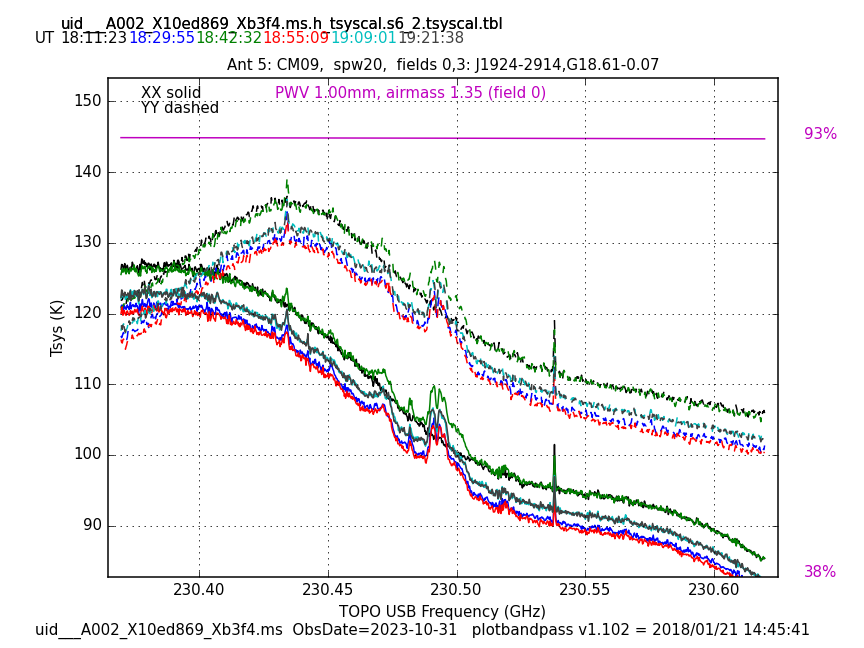 uid___A002_X10ed869_Xb3f4.ms.h_tsyscal.s6_2.tsyscal.tbl
UT 18:11:23 18:29:55 18:42:32 18:55:09 19:09:01 19:21:38
Ant 5: CM09,  spw20,  fields 0,3: J1924-2914,G18.61-0.07
XX solid
YY dashed
PWV 1.00mm, airmass 1.35 (field 0)
93%
38%
150
140
130
120
110
100
90
Tsys (K)
230.40 230.45 230.50 230.55 230.60
TOPO USB Frequency (GHz)
uid___A002_X10ed869_Xb3f4.ms  ObsDate=2023-10-31   plotbandpass v1.102 = 2018/01/21 14:45:41